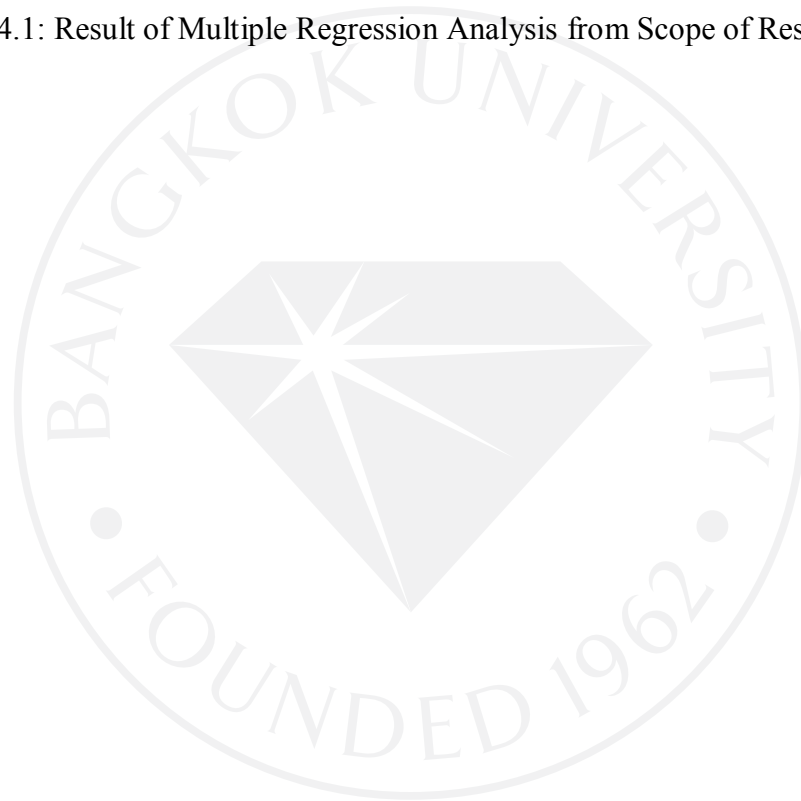 4.1: Result of Multiple Regression Analysis from Scope of Res
BANGKOK UNIVERSITY
FOUNDED 1962